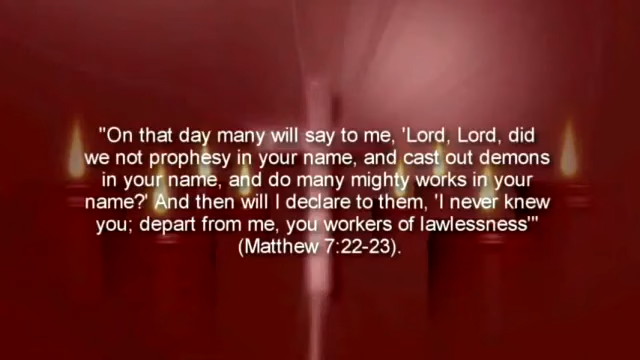 "On that day many will say to me, 'Lord, Lord, did
we not prophesy in your name, and cast out demons
in your name, and do many mighty works in your
name?' And then will I declare to them, 'I never knew
you; depart from me, you workers of lawlessness'"
(Matthew 7:22-23).